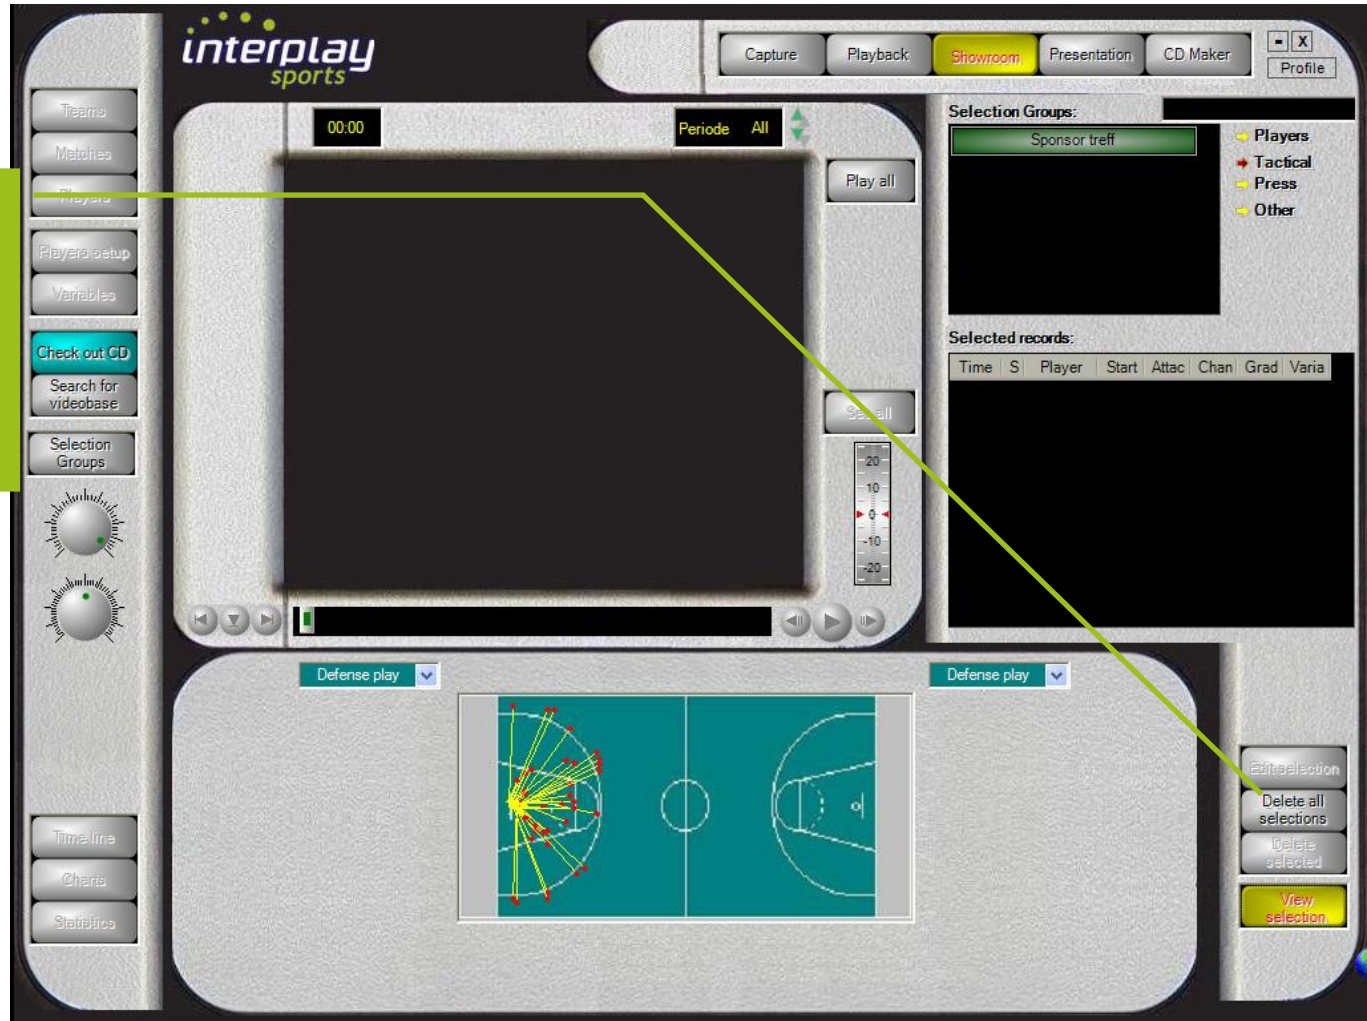 interplay
sports
Capture
Playback
Showroom
Presentation
CD Maker
- X
Profile
Teams
Matches
Players
Players setup
Variables
Check out CD
Search for
videobase
Selection
Groups
Time line
Charts
Statistics
00:00
Periode All
Play all
Set all
20
10
0
-10
-20
Selection Groups:
Sponsor treff
Players
Tactical
Press
Other
Selected records:
Time S Player Start Attac Chan Grad Varia
Defense play
Defense play
Edit selection
Delete all
selections
Delete
selected
View
selection